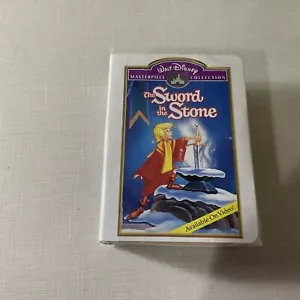 WALT DISNEY
MASTERPIECE COLLECTION
The Sword
in the
Stone
Available On Video!